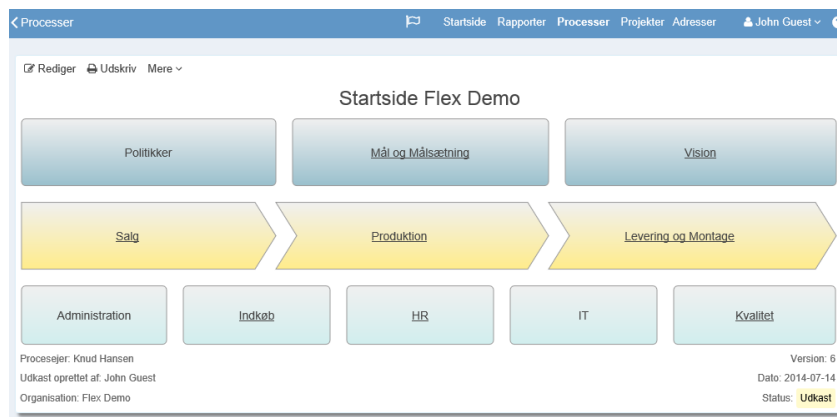 Processer Startside Rapporter Processer Projekter Adresser John Guest
Rediger Udskriv Mere
Startside Flex Demo
Politikker Mål og Målsætning Vision
Salg Produktion Levering og Montage
Administration Indkøb HR IT Kvalitet
Procesejer: Knud Hansen Version: 6
Udkast oprettet af: John Guest Dato: 2014-07-14
Organisation: Flex Demo Status: Udkast